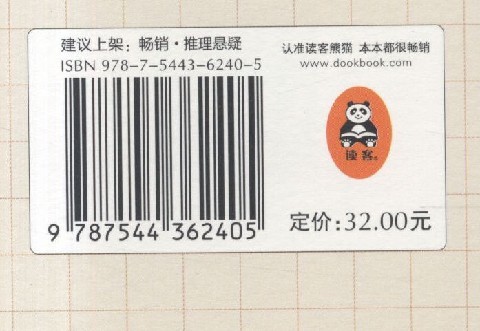 建议上架：畅销·推理悬疑
ISBN 978-7-5443-6240-5
9 787544 362405
认准读客熊猫 本本都很畅销
www.dookbook.com
读客®
定价：32.00元